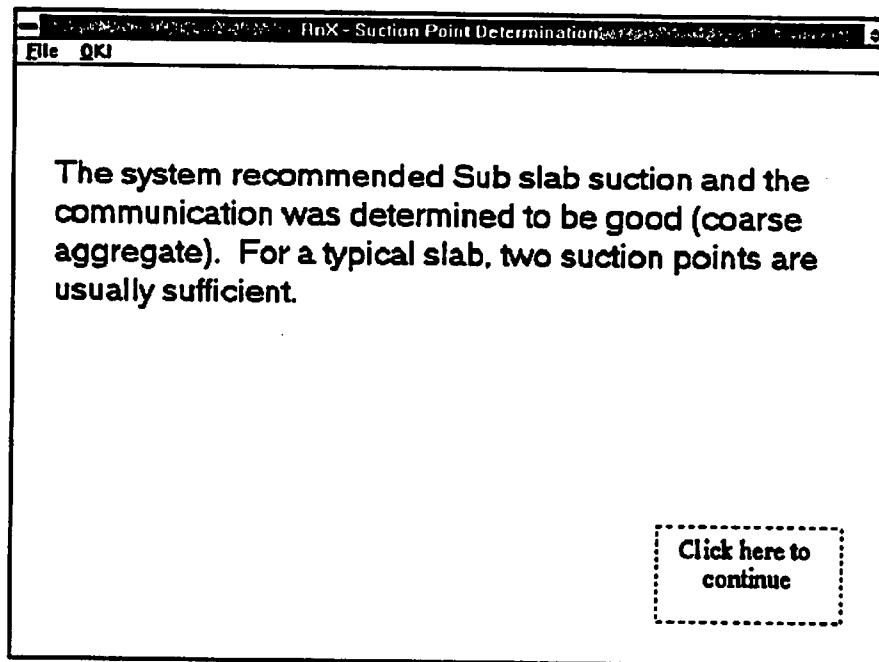 RnX - Suction Point Determination
File OK!
The system recommended Sub slab suction and the
communication was determined to be good (coarse
aggregate). For a typical slab, two suction points are
usually sufficient.
Click here to
continue